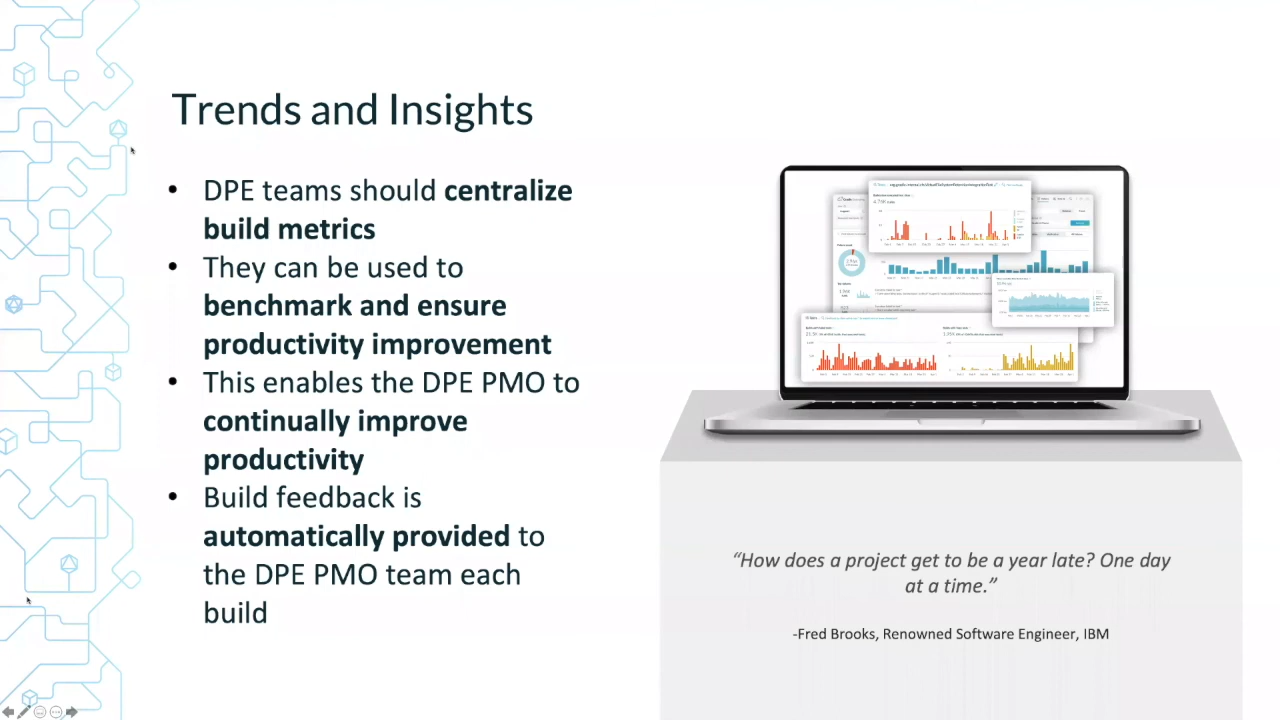 Trends and Insights
• DPE teams should centralize
build metrics
• They can be used to
benchmark and ensure
productivity improvement
• This enables the DPE PMO to
continually improve
productivity
• Build feedback is
automatically provided to
the DPE PMO team each
build
“How does a project get to be a year late? One day
at a time.”
-Fred Brooks, Renowned Software Engineer, IBM